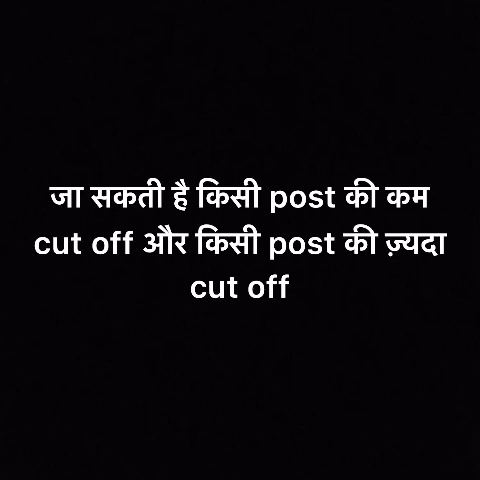 जा सकती है किसी post की कम
cut off और किसी post की ज़्यदा
cut off